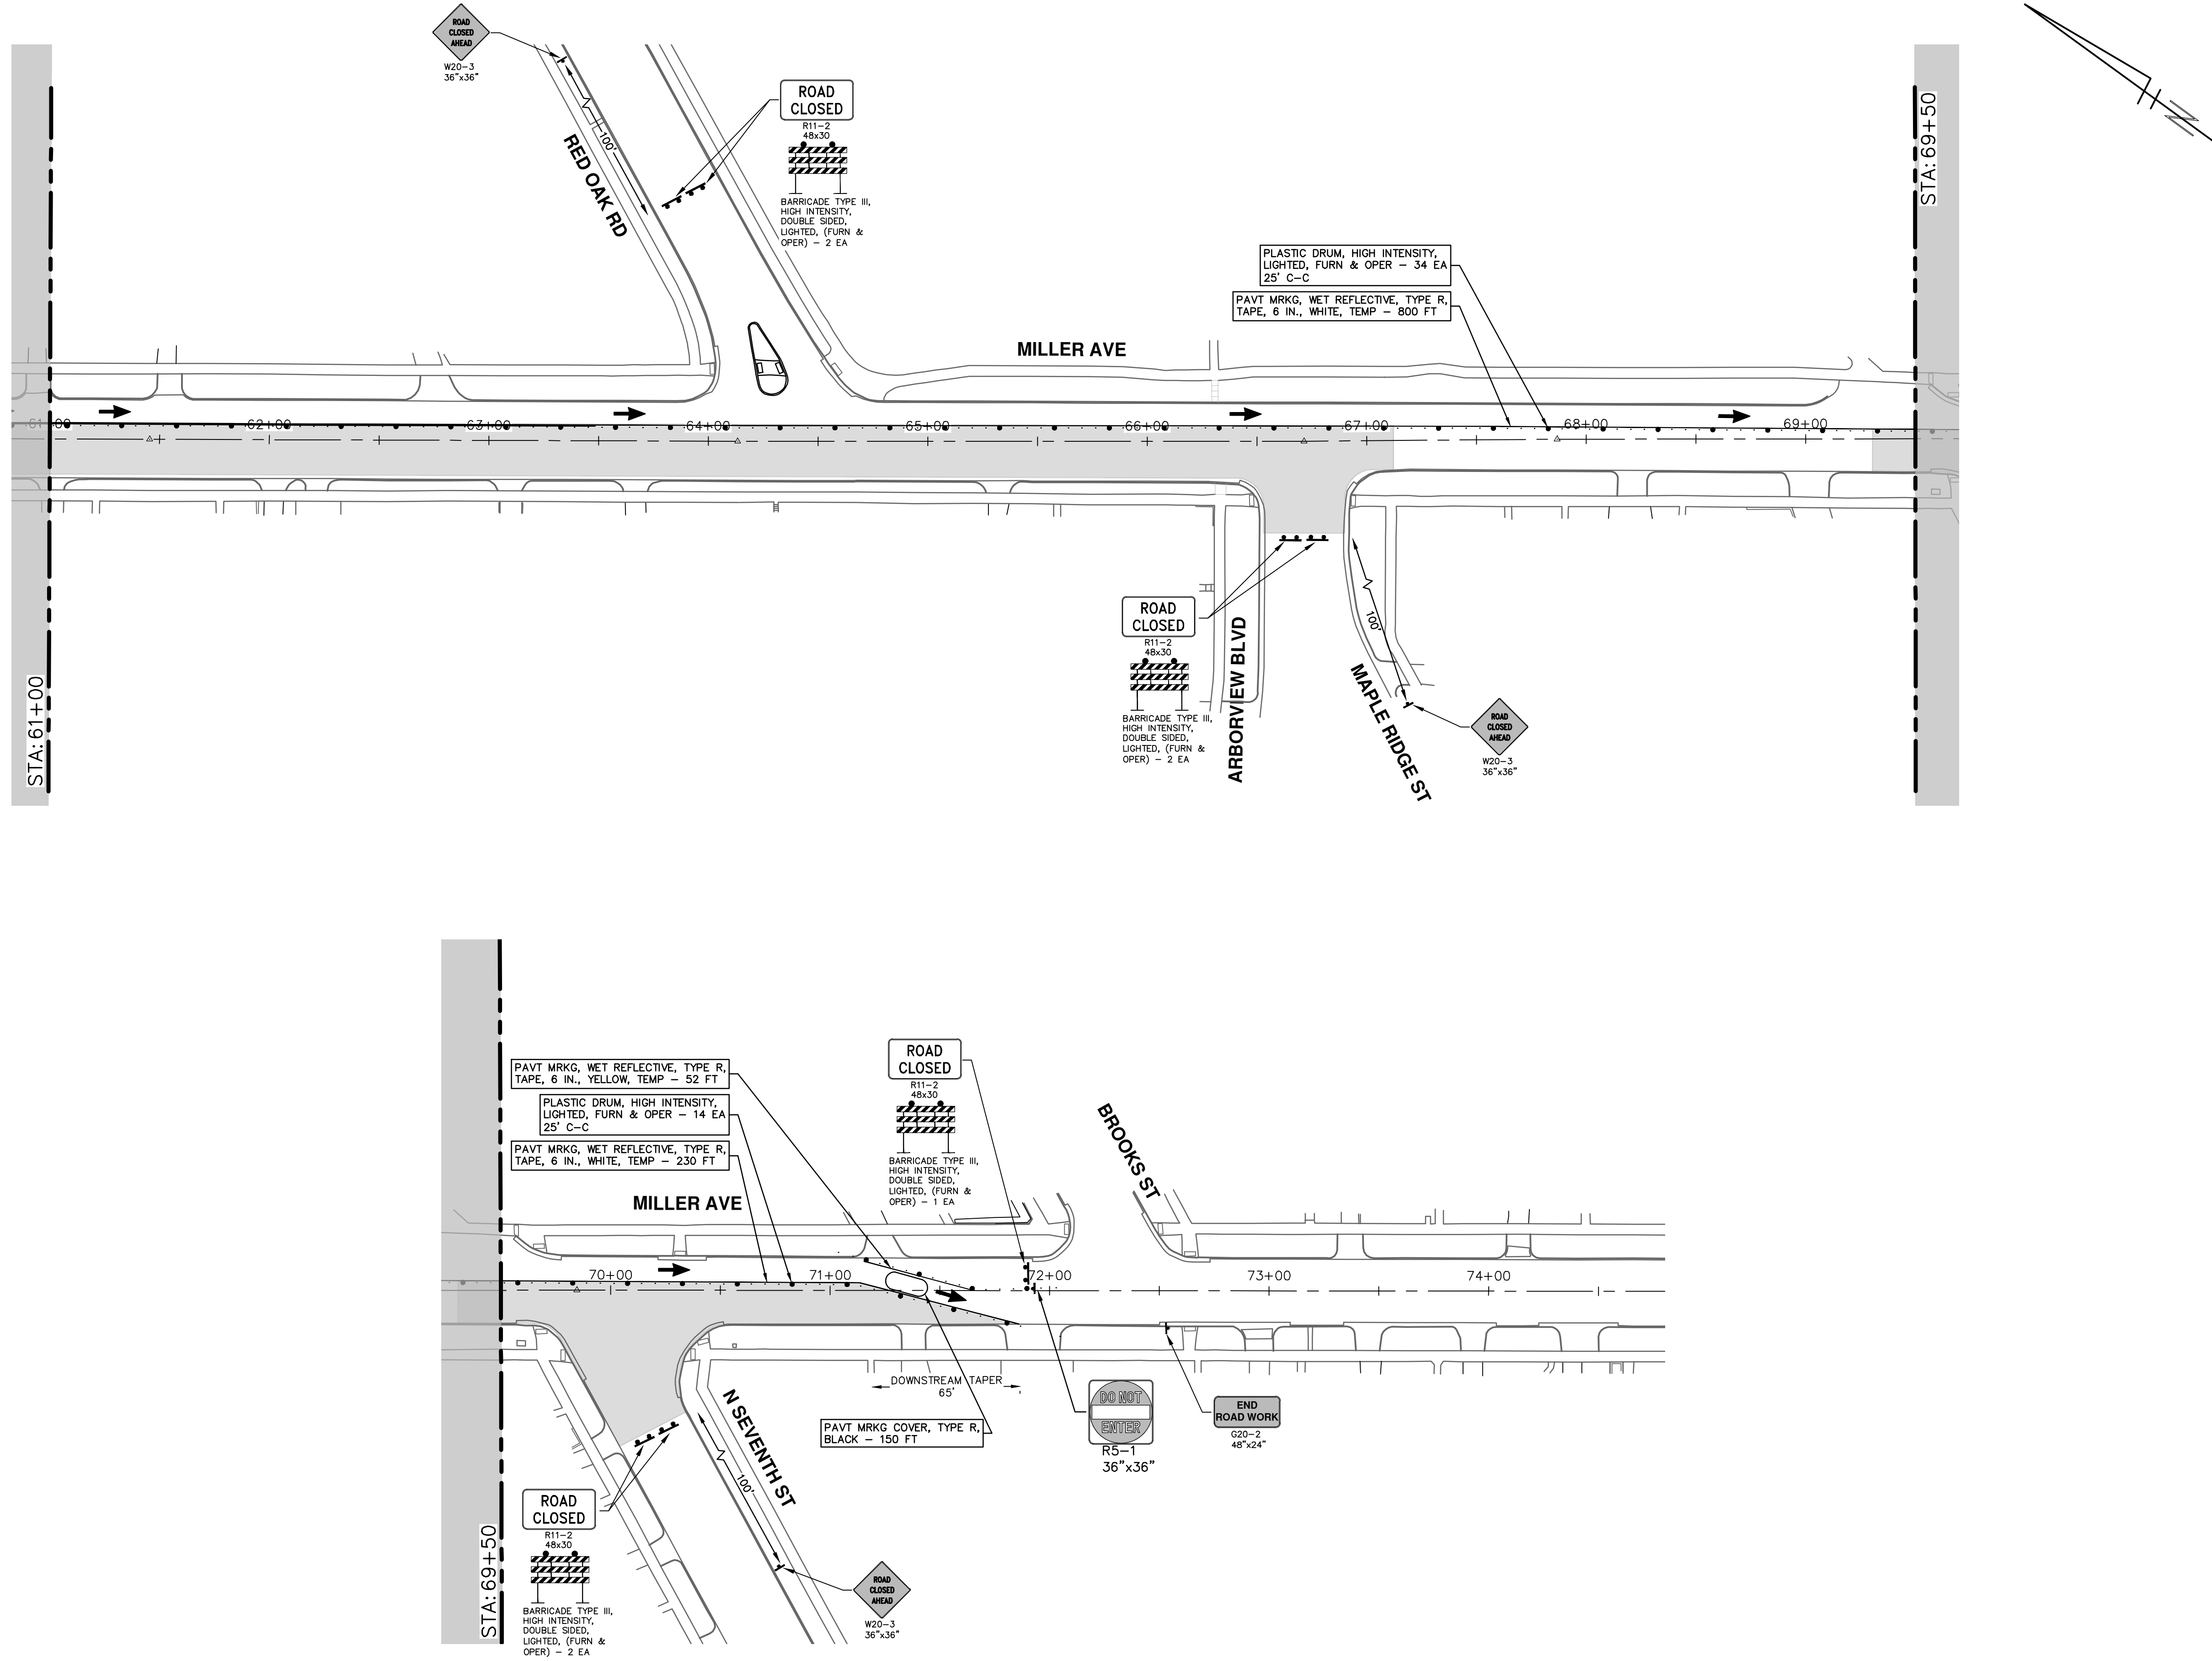 ROAD
CLOSED
AHEAD
W20-3
36"x36"
100'
RED OAK RD
ROAD
CLOSED
R11-2
48x30
BARRICADE TYPE III,
HIGH INTENSITY,
DOUBLE SIDED,
LIGHTED, (FURN &
OPER) - 2 EA
PLASTIC DRUM, HIGH INTENSITY,
LIGHTED, FURN & OPER - 34 EA
25' C-C
PAVT MRKG, WET REFLECTIVE, TYPE R,
TAPE, 6 IN., WHITE, TEMP - 800 FT
MILLER AVE
STA: 69+50
N
61+00
62+00
63+00
64+00
65+00
66+00
67+00
68+00
69+00
STA: 61+00
ROAD
CLOSED
R11-2
48x30
BARRICADE TYPE III,
HIGH INTENSITY,
DOUBLE SIDED,
LIGHTED, (FURN &
OPER) - 2 EA
ARBORVIEW BLVD
100'
MAPLE RIDGE ST
ROAD
CLOSED
AHEAD
W20-3
36"x36"
PAVT MRKG, WET REFLECTIVE, TYPE R,
TAPE, 6 IN., YELLOW, TEMP - 52 FT
PLASTIC DRUM, HIGH INTENSITY,
LIGHTED, FURN & OPER - 14 EA
25' C-C
PAVT MRKG, WET REFLECTIVE, TYPE R,
TAPE, 6 IN., WHITE, TEMP - 230 FT
MILLER AVE
ROAD
CLOSED
R11-2
48x30
BARRICADE TYPE III,
HIGH INTENSITY,
DOUBLE SIDED,
LIGHTED, (FURN &
OPER) - 1 EA
BROOKS ST
70+00
71+00
72+00
73+00
74+00
DOWNSTREAM TAPER
65'
PAVT MRKG COVER, TYPE R,
BLACK - 150 FT
DO NOT
ENTER
R5-1
36"x36"
END
ROAD WORK
G20-2
48"x24"
N SEVENTH ST
100'
STA: 69+50
ROAD
CLOSED
R11-2
48x30
BARRICADE TYPE III,
HIGH INTENSITY,
DOUBLE SIDED,
LIGHTED, (FURN &
OPER) - 2 EA
ROAD
CLOSED
AHEAD
W20-3
36"x36"